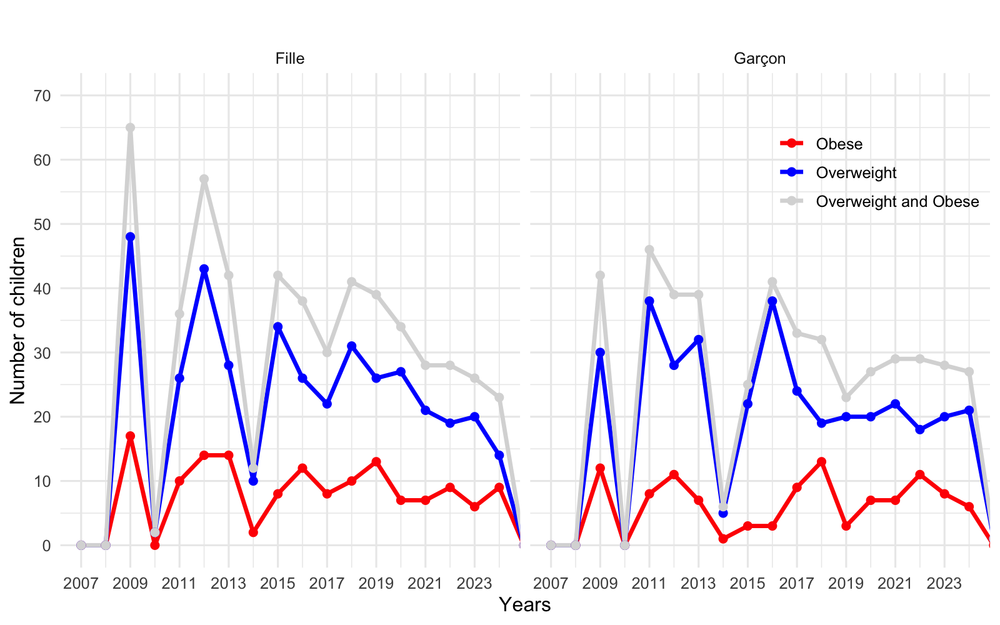 Fille
Garçon
70
60
50
40
30
20
10
0
Number of children
Obese
Overweight
Overweight and Obese
2007 2009 2011 2013 2015 2017 2019 2021 2023
2007 2009 2011 2013 2015 2017 2019 2021 2023
Years